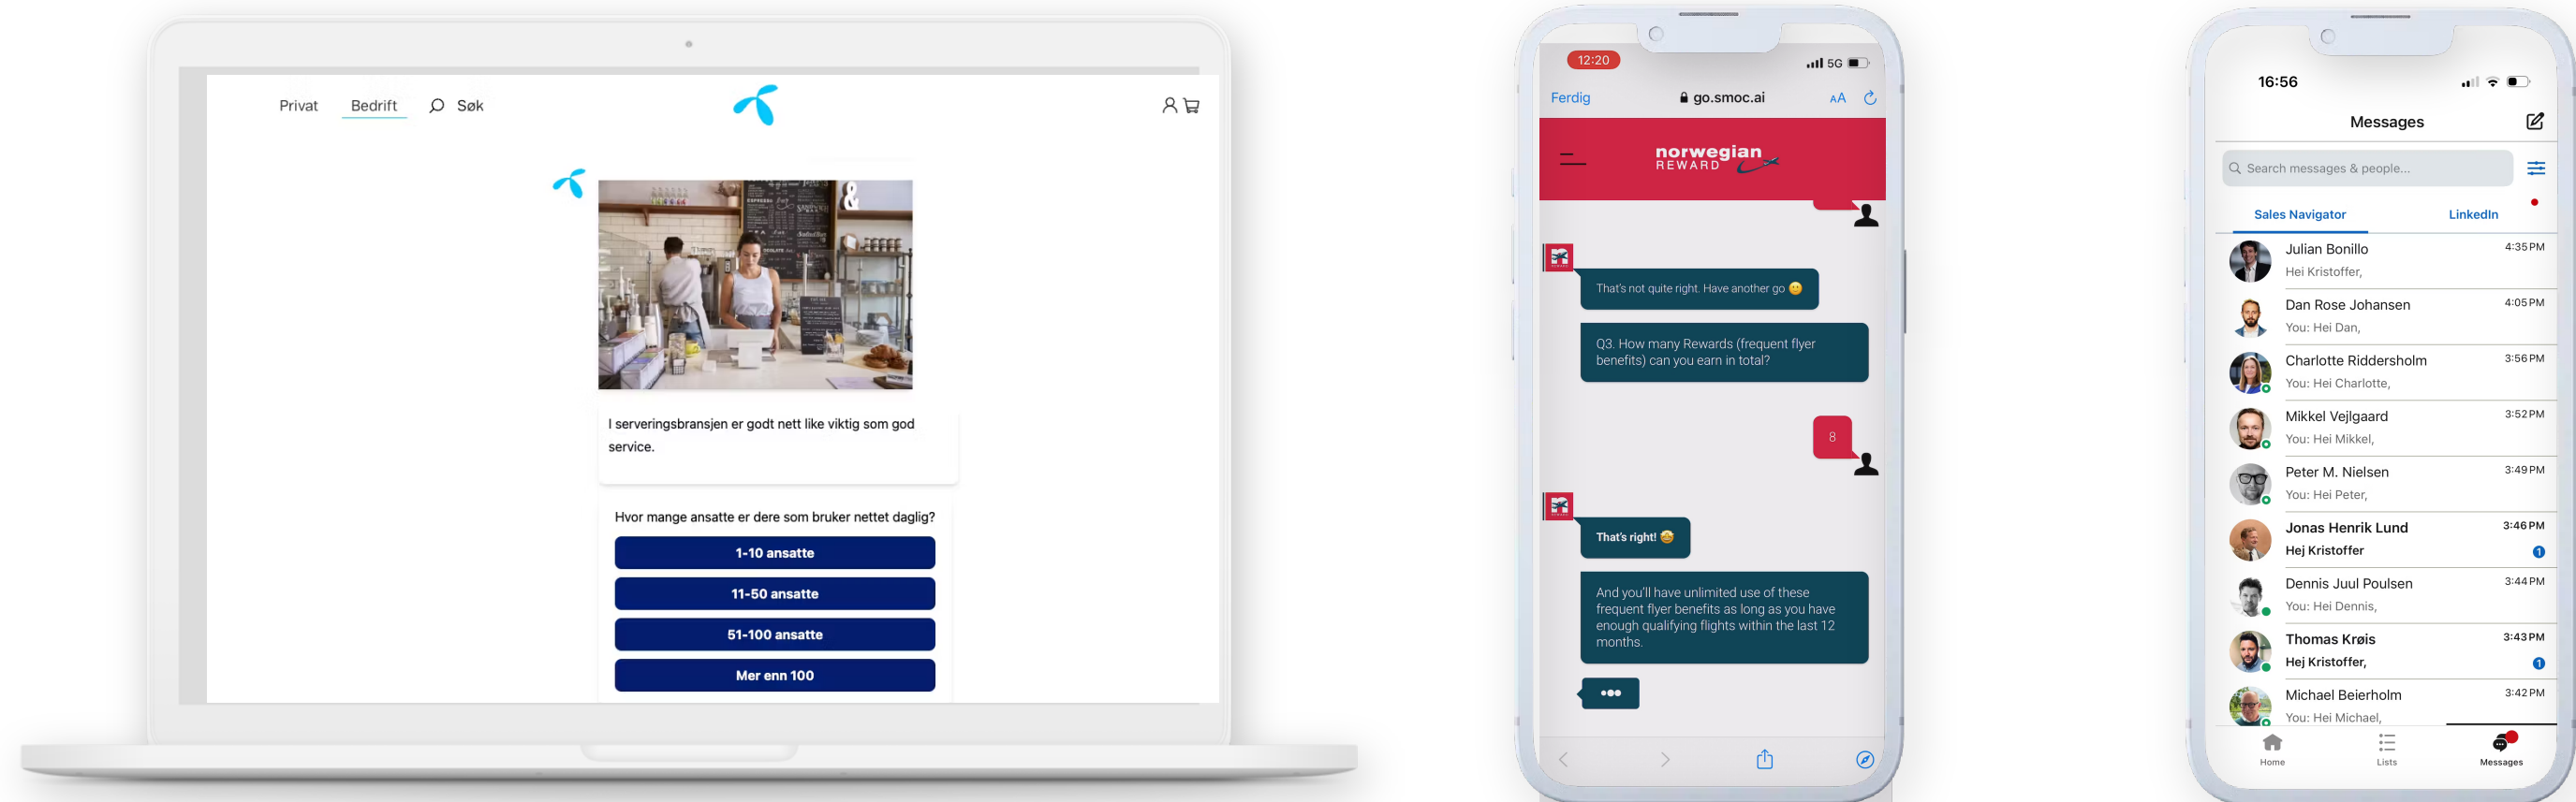 Privat Bedrift Søk
&
ESPRESSO
I serveringsbransjen er godt nett like viktig som god
service.
Hvor mange ansatte er dere som bruker nettet daglig?
1-10 ansatte
11-50 ansatte
51-100 ansatte
Mer enn 100
12:20
5G
Ferdig
go.smoc.ai
AA
norwegian
REWARD
That's not quite right. Have another go
Q3. How many Rewards (frequent flyer
benefits) can you earn in total?
8
That's right!
And you'll have unlimited use of these
frequent flyer benefits as long as you have
enough qualifying flights within the last 12
months.
16:56
Messages
Search messages & people...
Sales Navigator
LinkedIn
Julian Bonillo 4:35 PM
Hei Kristoffer,
Dan Rose Johansen 4:05 PM
You: Hei Dan,
Charlotte Riddersholm 3:56 PM
You: Hei Charlotte,
Mikkel Vejlgaard 3:52 PM
You: Hei Mikkel,
Peter M. Nielsen 3:49 PM
You: Hei Peter,
Jonas Henrik Lund 3:46 PM
Hej Kristoffer 1
Dennis Juul Poulsen 3:44 PM
You: Hei Dennis,
Thomas Krøis 3:43 PM
Hej Kristoffer, 1
Michael Beierholm 3:42 PM
You: Hei Michael,
Home
Lists
Messages